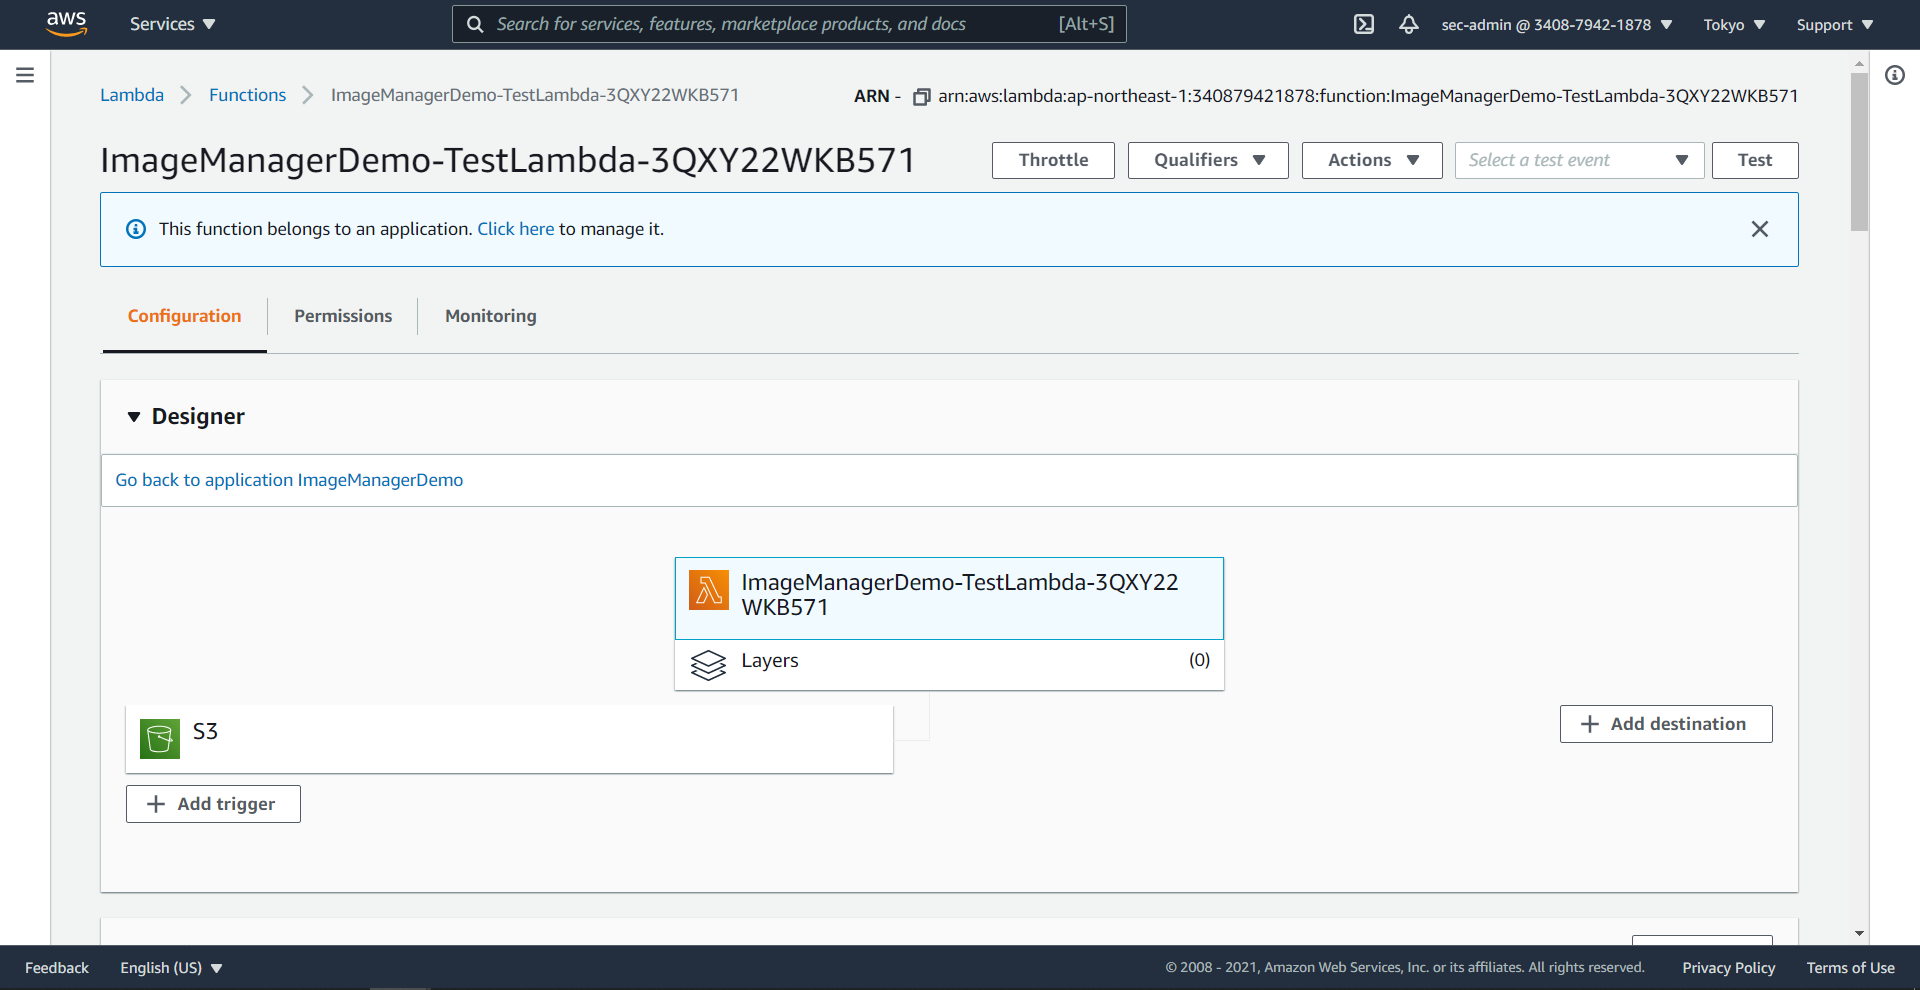 aws
Services
Search for services, features, marketplace products, and docs [Alt+S]
sec-admin @ 3408-7942-1878
Tokyo
Support
Lambda
Functions
ImageManagerDemo-TestLambda-3QXY22WKB571
ARN - arn:aws:lambda:ap-northeast-1:340879421878:function:ImageManagerDemo-TestLambda-3QXY22WKB571
ImageManagerDemo-TestLambda-3QXY22WKB571
Throttle
Qualifiers
Actions
Select a test event
Test
This function belongs to an application. Click here to manage it.
Configuration
Permissions
Monitoring
Designer
Go back to application ImageManagerDemo
ImageManagerDemo-TestLambda-3QXY22
WKB571
Layers (0)
S3
Add destination
Add trigger
Feedback
English (US)
© 2008 - 2021, Amazon Web Services, Inc. or its affiliates. All rights reserved.
Privacy Policy
Terms of Use